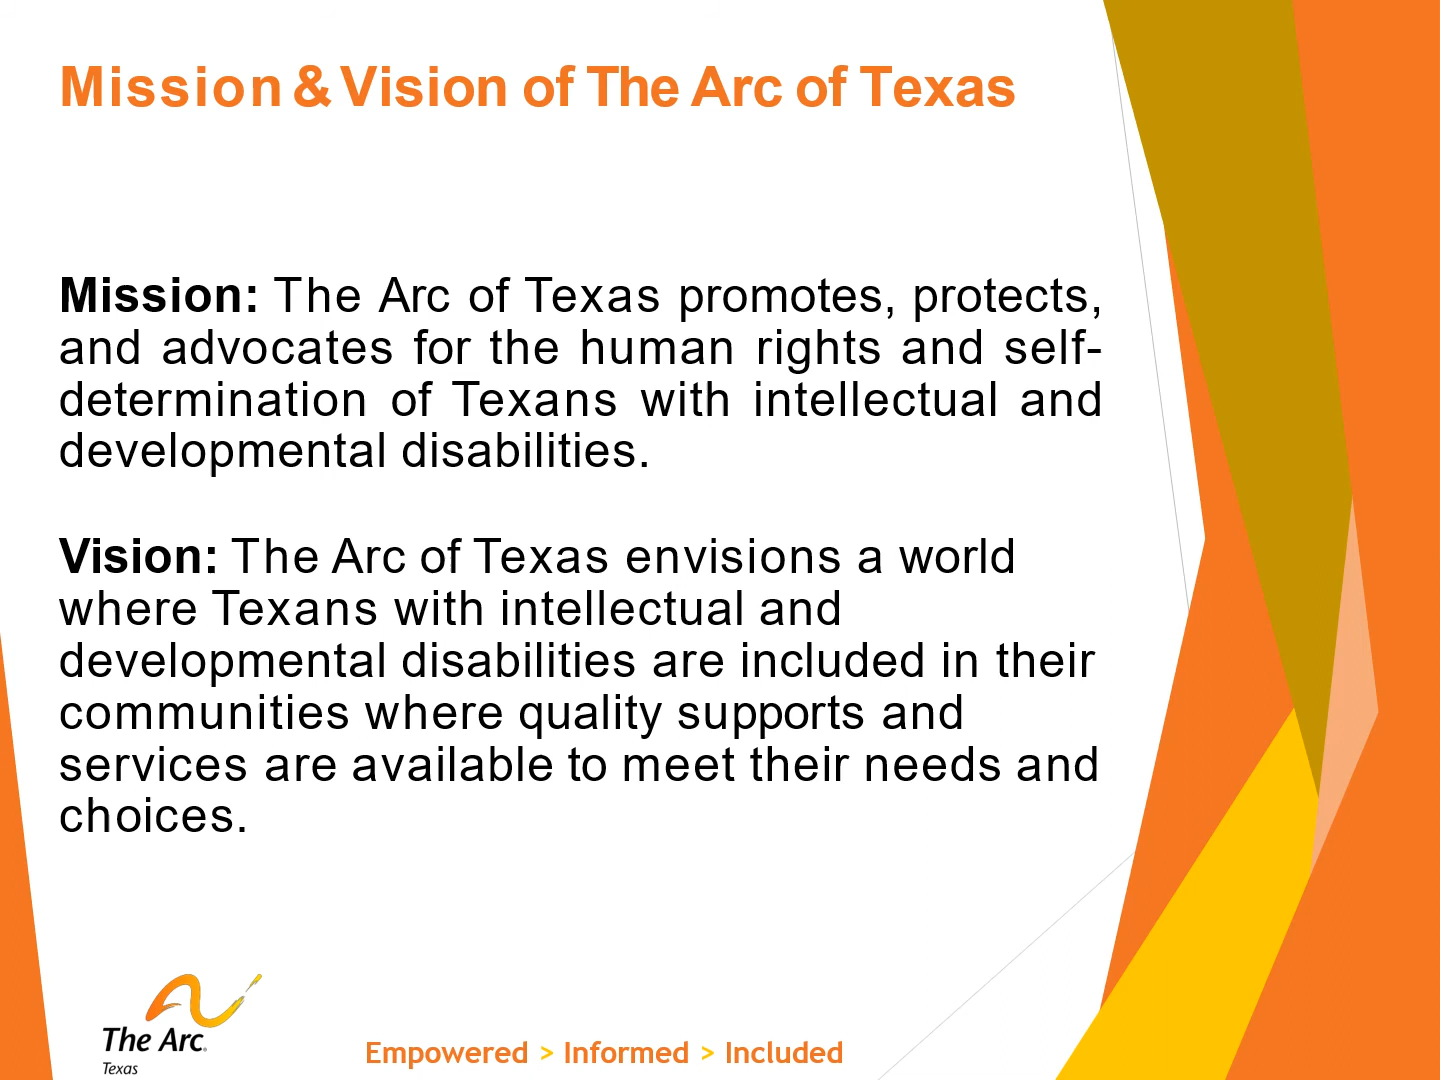 Mission & Vision of The Arc of Texas
Mission: The Arc of Texas promotes, protects,
and advocates for the human rights and self-
determination of Texans with intellectual and
developmental disabilities.
Vision: The Arc of Texas envisions a world
where Texans with intellectual and
developmental disabilities are included in their
communities where quality supports and
services are available to meet their needs and
choices.
The Arc®
Texas
Empowered > Informed > Included